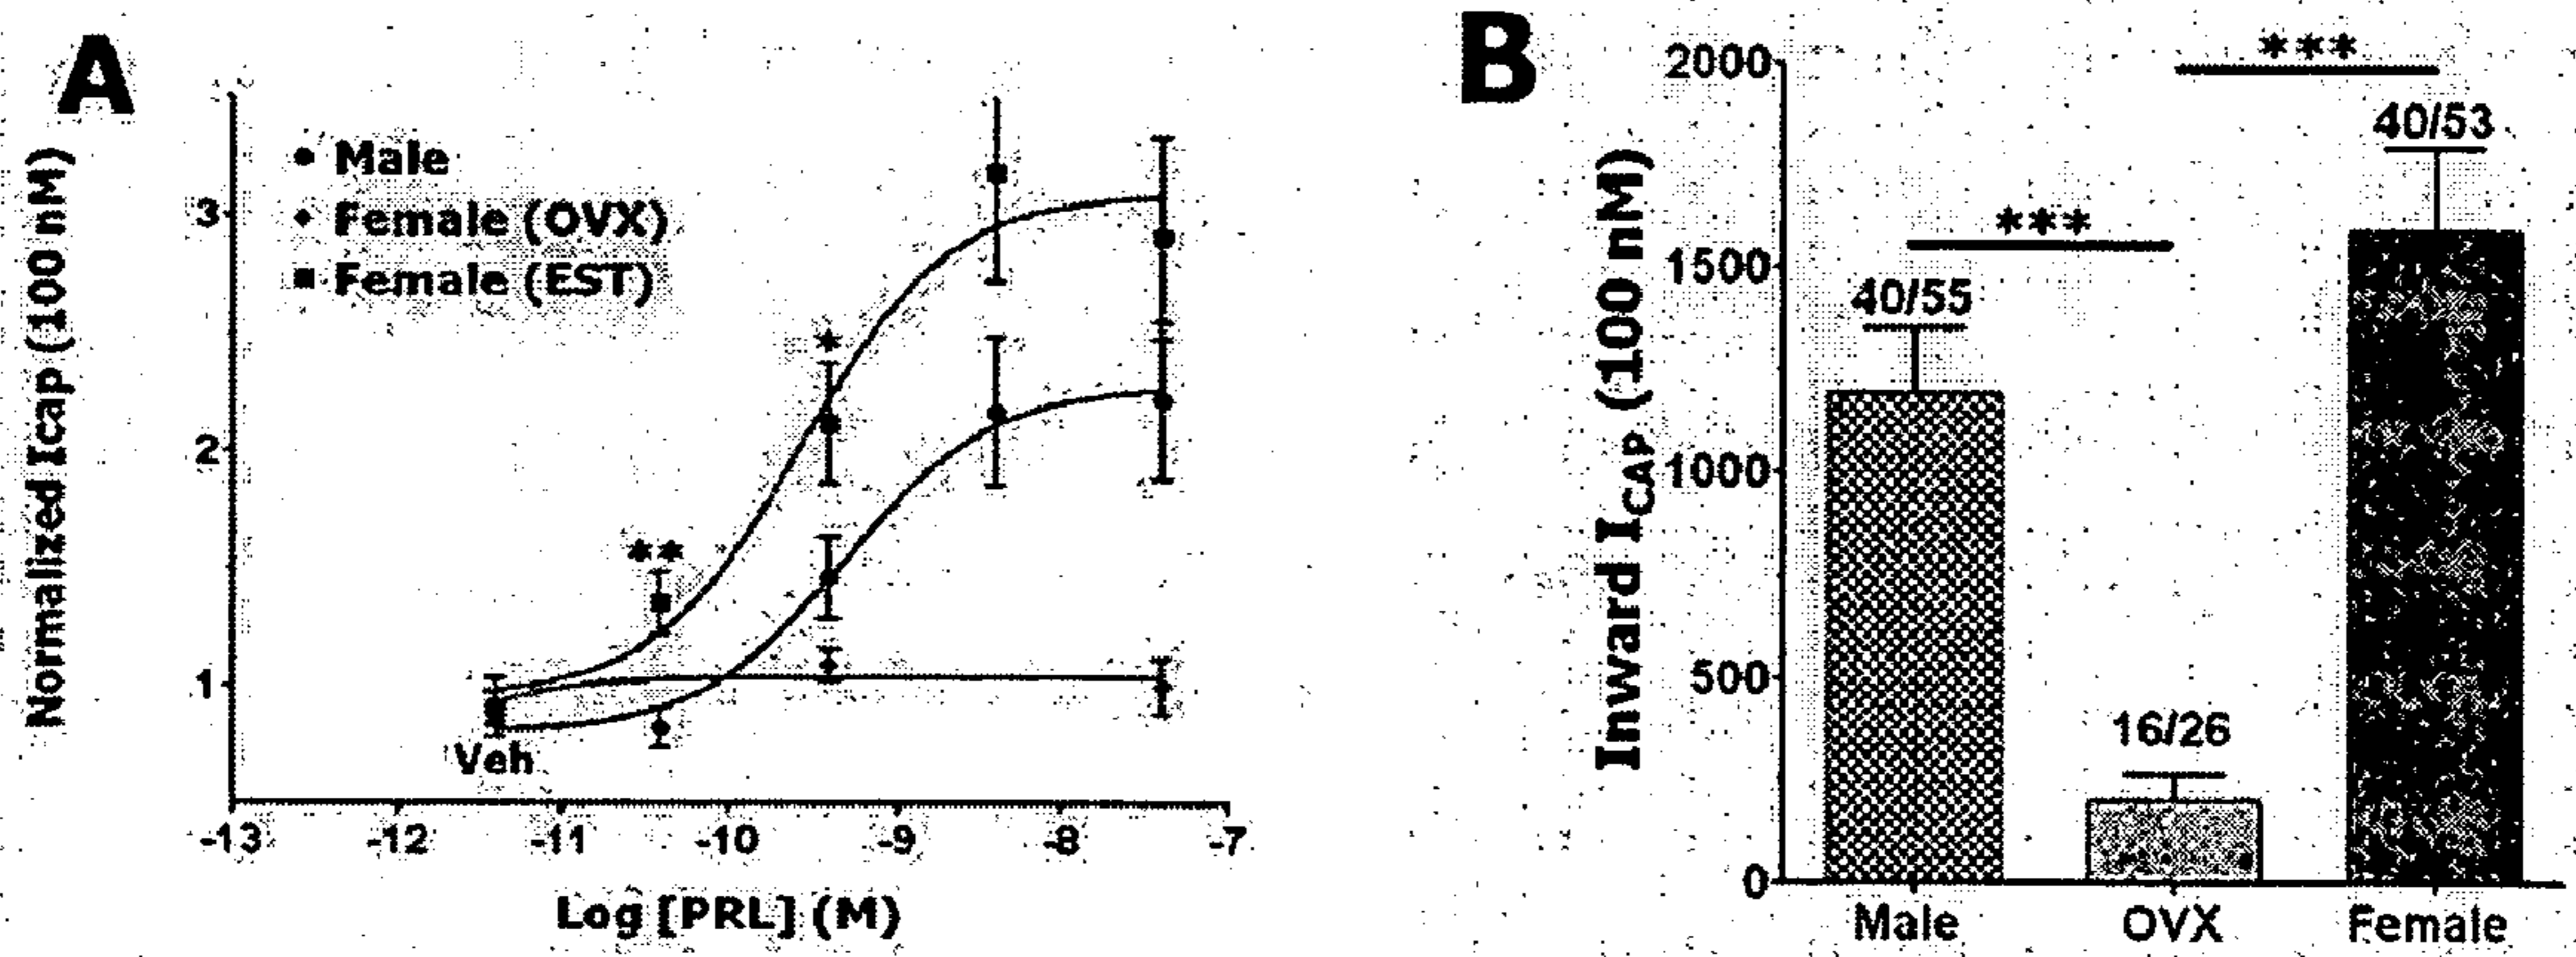 A
Normalized Icap (100 nM)
3
2
1
Male
Female (OVX)
Female (EST)
*
**
Veh
-13 -12 -11 -10 -9 -8 -7
Log [PRL] (M)
B
Inward ICAP (100 nM)
2000
1500
1000
500
0
***
40/53
***
40/55
16/26
Male OVX Female